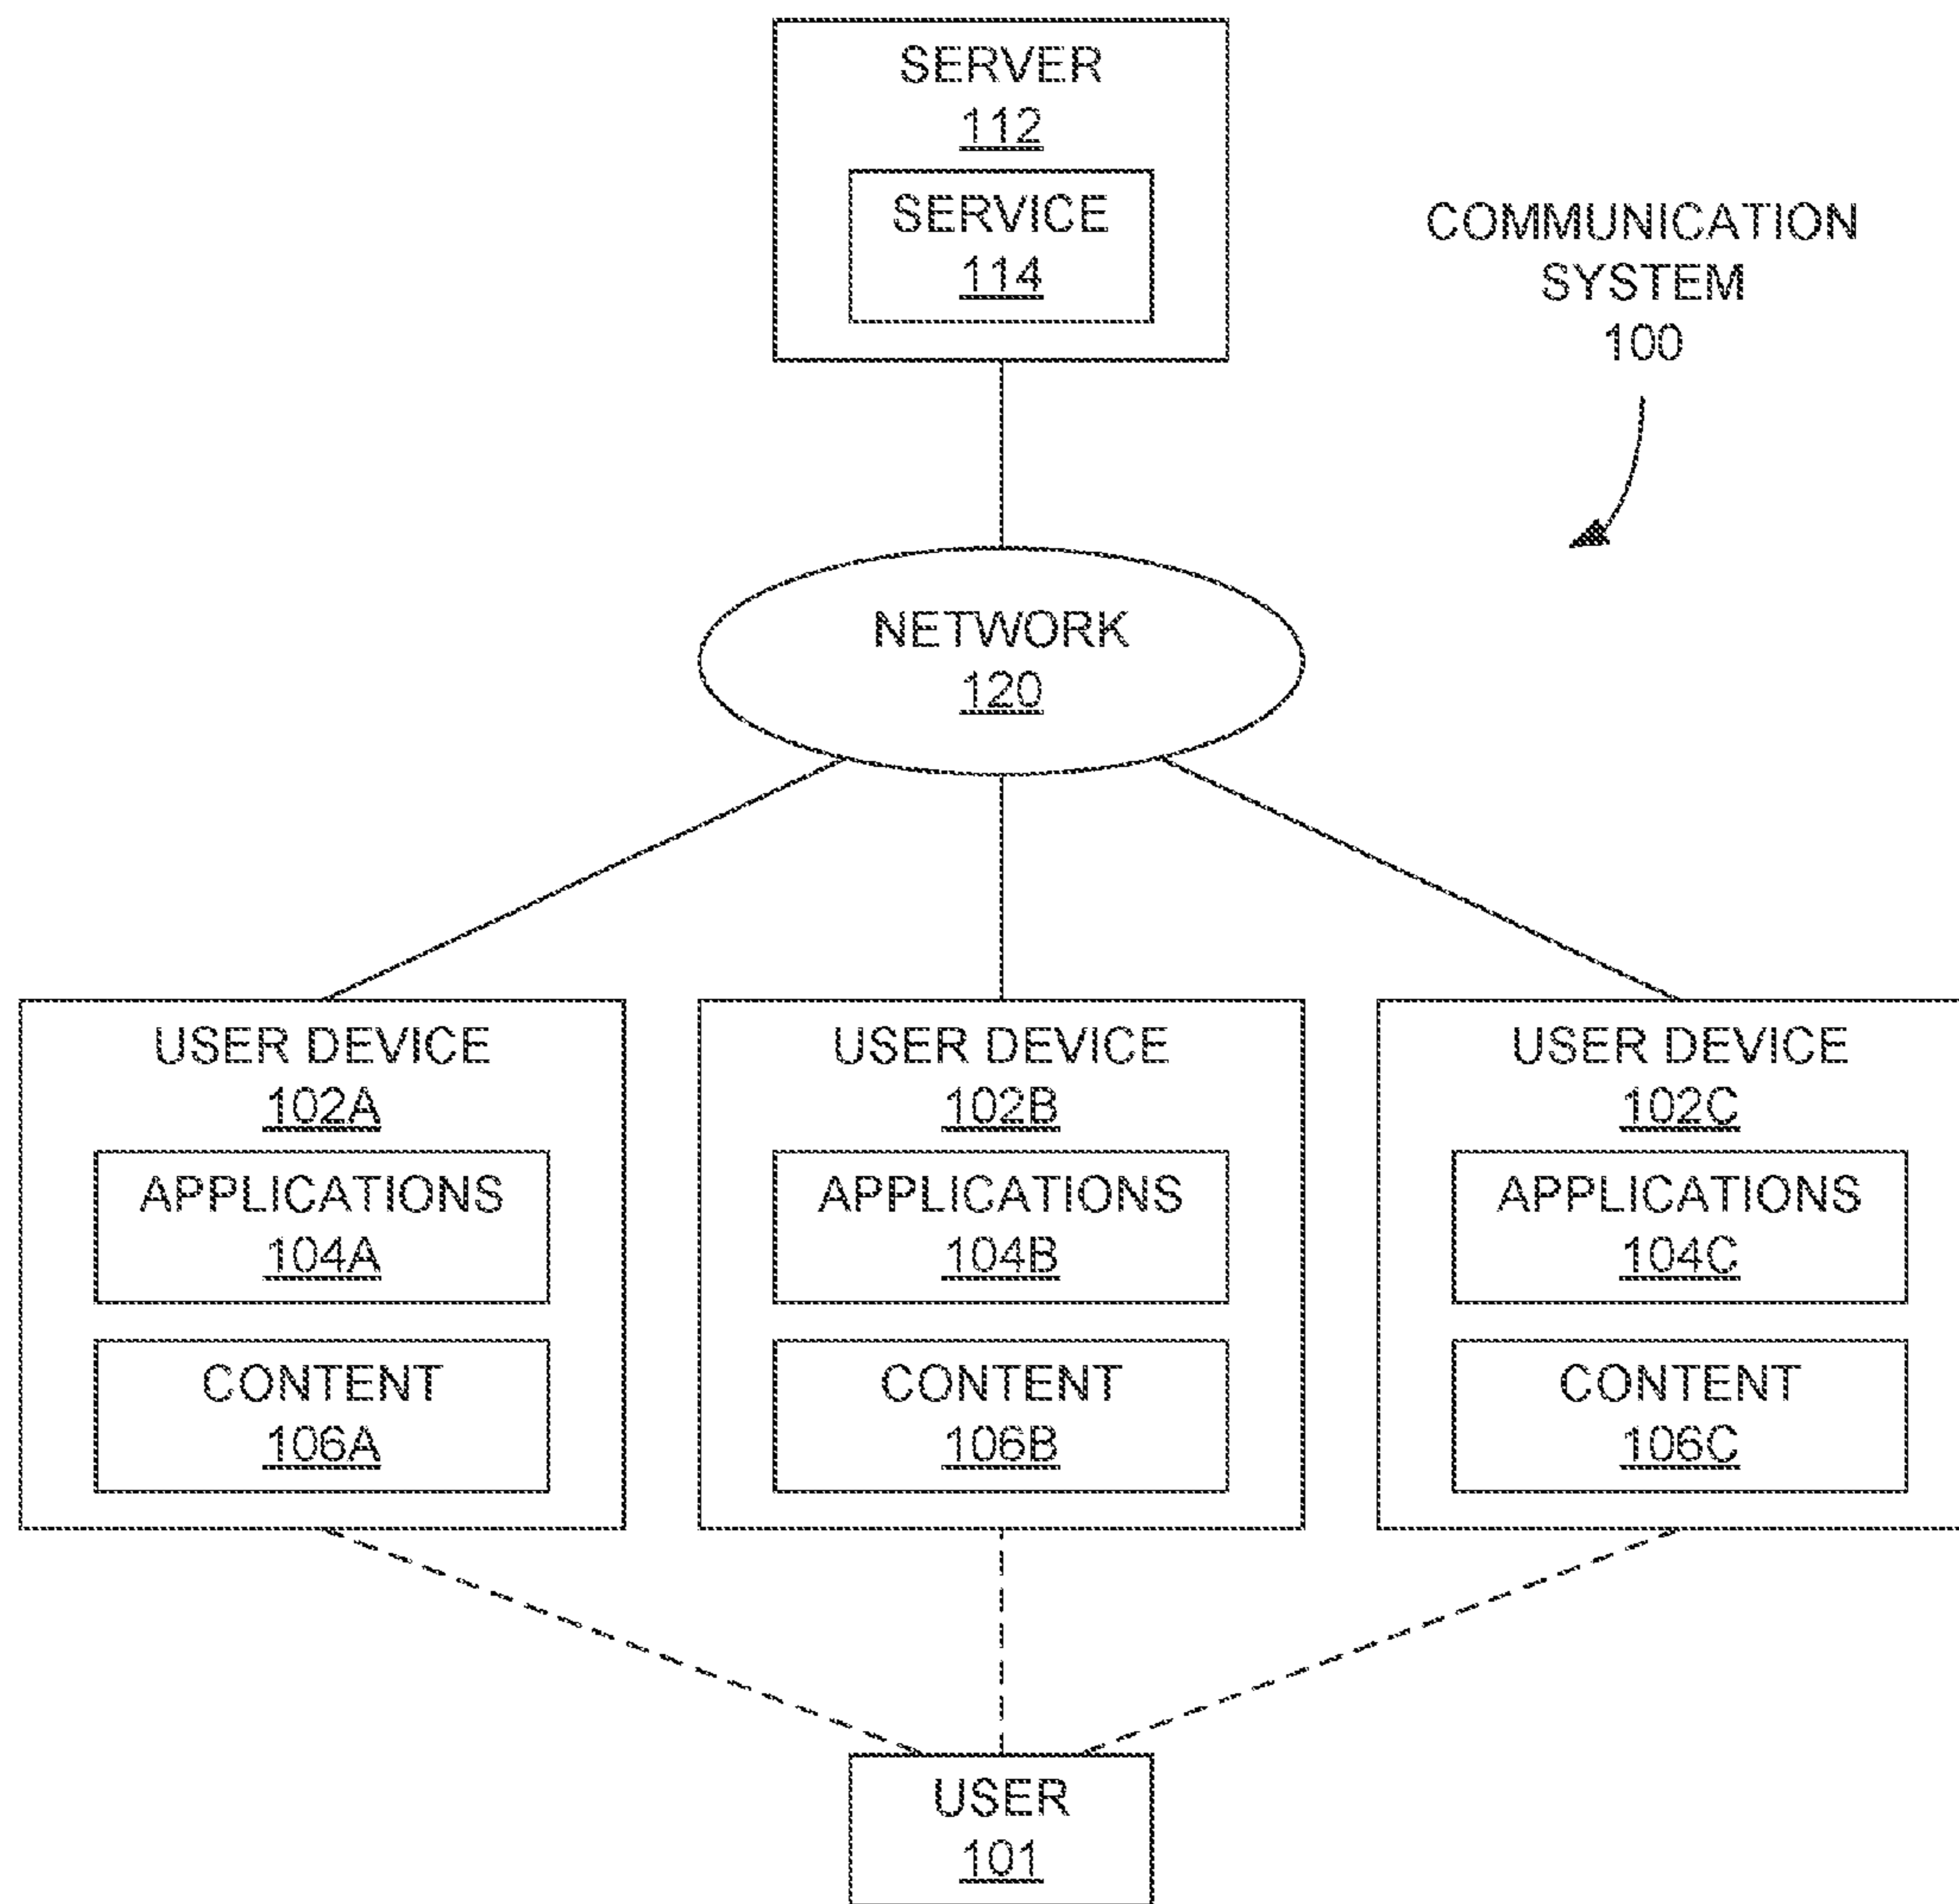 SERVER
112
SERVICE
114
COMMUNICATION
SYSTEM
100
NETWORK
120
USER DEVICE
102A
APPLICATIONS
104A
CONTENT
106A
USER DEVICE
102B
APPLICATIONS
104B
CONTENT
106B
USER DEVICE
102C
APPLICATIONS
104C
CONTENT
106C
USER
101